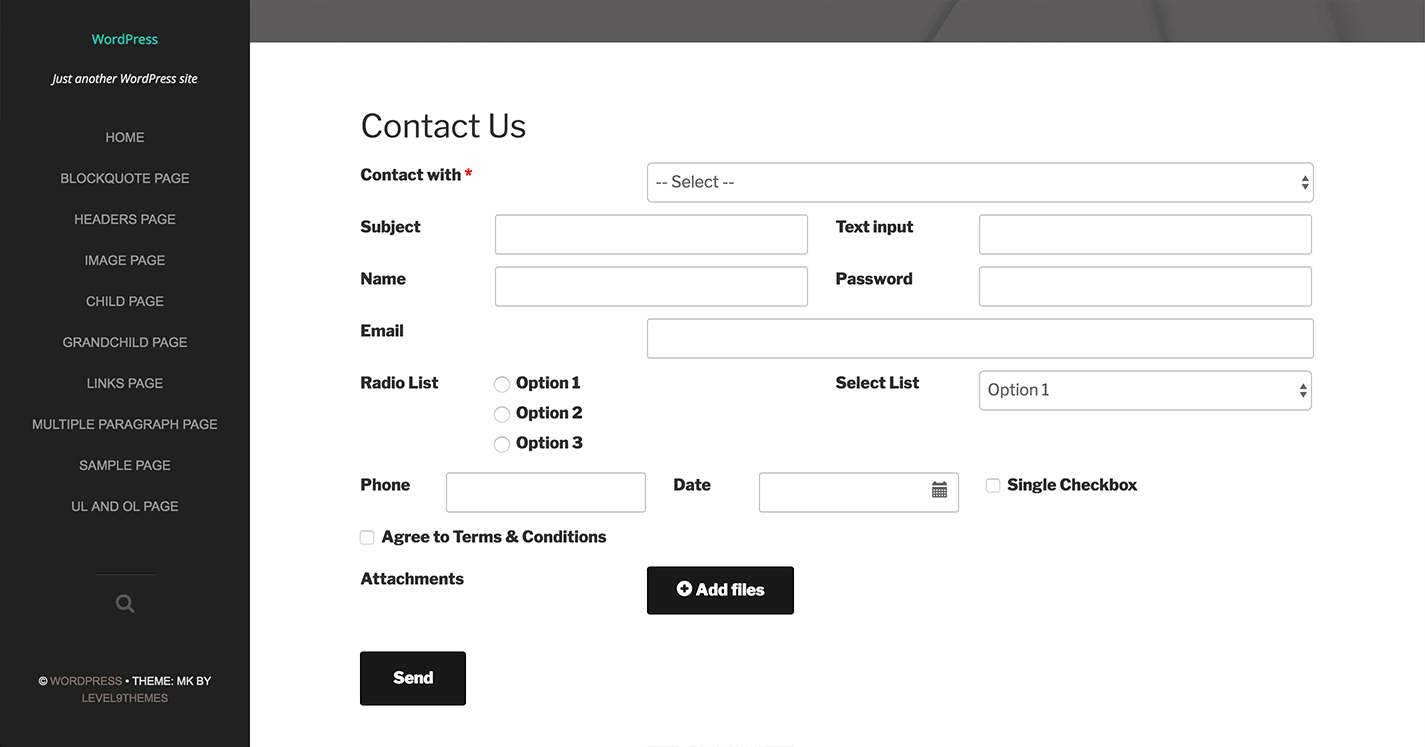 WordPress
Just another WordPress site
HOME
BLOCKQUOTE PAGE
HEADERS PAGE
IMAGE PAGE
CHILD PAGE
GRANDCHILD PAGE
LINKS PAGE
MULTIPLE PARAGRAPH PAGE
SAMPLE PAGE
UL AND OL PAGE
© WORDPRESS • THEME: MK BY
LEVEL9THEMES
Contact Us
Contact with * -- Select --
Subject Text input
Name Password
Email
Radio List Option 1 Select List Option 1
Option 2
Option 3
Phone Date Single Checkbox
Agree to Terms & Conditions
Attachments Add files
Send